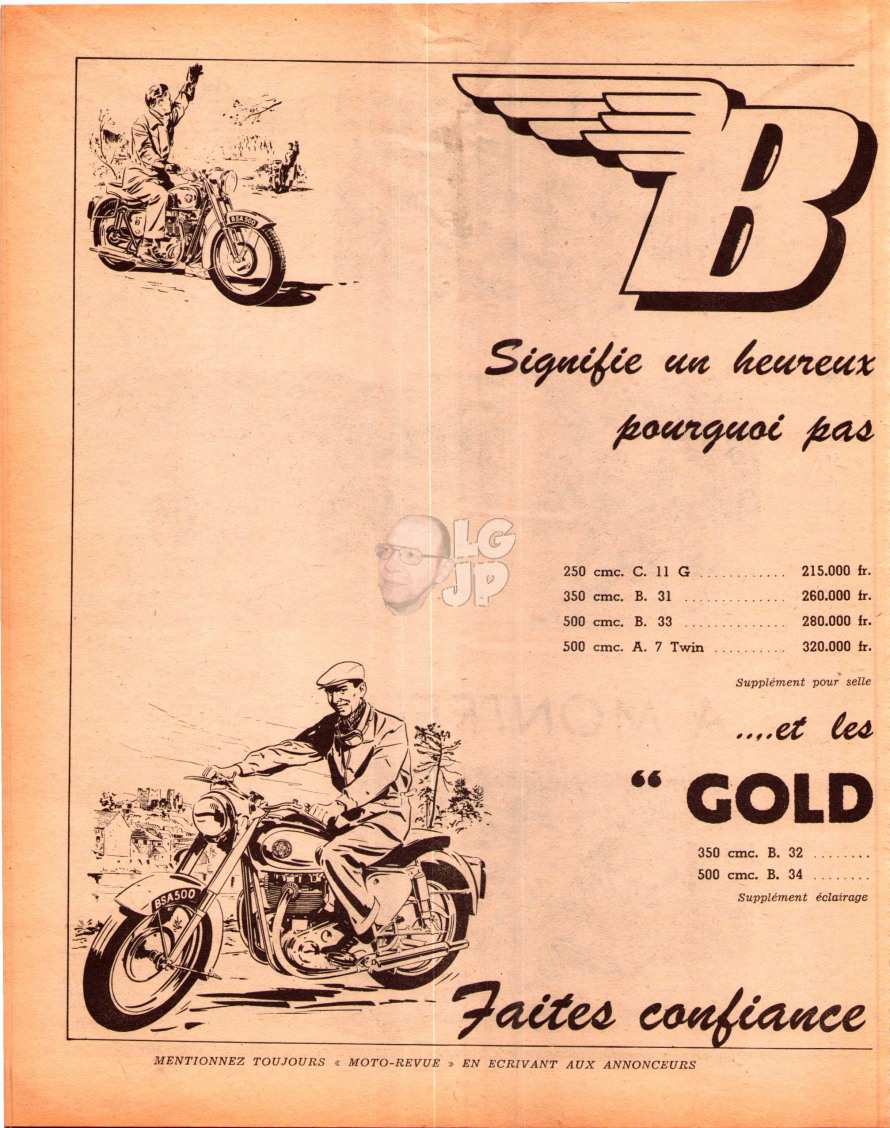 BSA 500
B
Signifie un heureux
pourquoi pas
LG
JP
250 cmc. C. 11 G ............ 215.000 fr.
350 cmc. B. 31 .............. 260.000 fr.
500 cmc. B. 33 .............. 280.000 fr.
500 cmc. A. 7 Twin .......... 320.000 fr.
Supplément pour selle
....et les
“ GOLD
350 cmc. B. 32 ........
500 cmc. B. 34 ........
Supplément éclairage
BSA500
Faites confiance
MENTIONNEZ TOUJOURS « MOTO-REVUE » EN ECRIVANT AUX ANNONCEURS